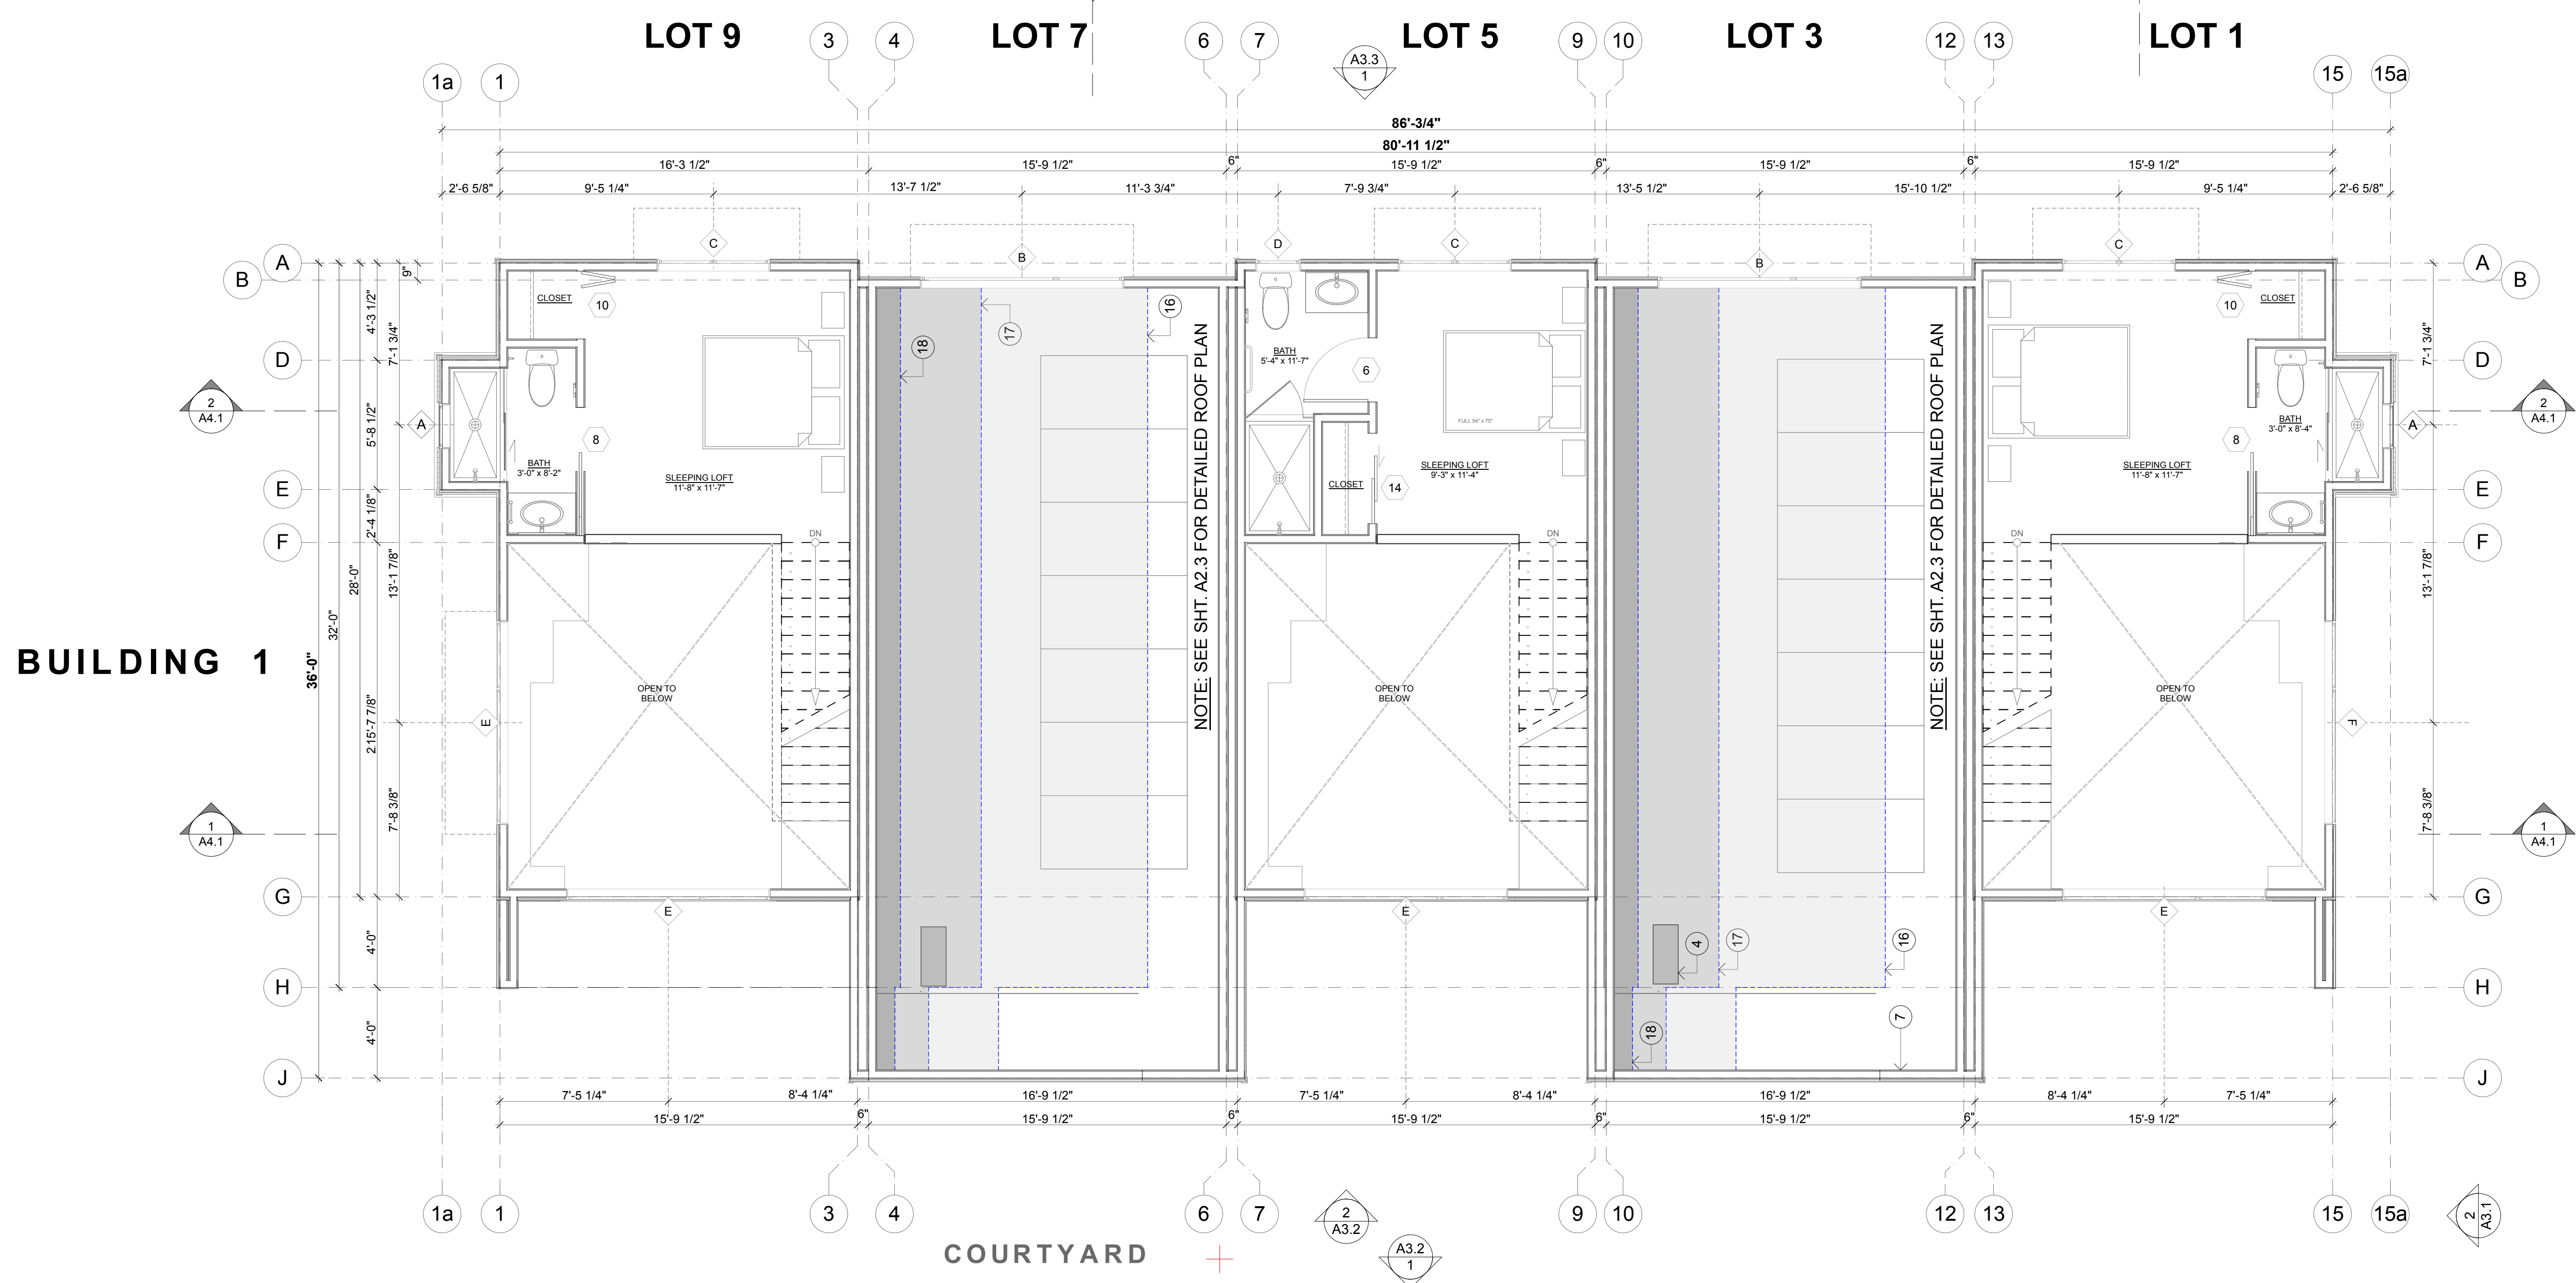 LOT 9
LOT 7
LOT 5
LOT 3
LOT 1
3
4
6
7
9
10
12
13
A3.3
1
1a
1
15
15a
86'-3/4"
80'-11 1/2"
16'-3 1/2"
15'-9 1/2"
6"
15'-9 1/2"
6"
15'-9 1/2"
6"
15'-9 1/2"
2'-6 5/8"
9'-5 1/4"
13'-7 1/2"
11'-3 3/4"
7'-9 3/4"
13'-5 1/2"
15'-10 1/2"
9'-5 1/4"
2'-6 5/8"
A
B
D
E
F
G
H
J
9"
4'-3 1/2"
7'-1 3/4"
5'-8 1/2"
2'-4 1/8"
13'-1 7/8"
28'-0"
32'-0"
36'-0"
215'-7 7/8"
7'-8 3/8"
4'-0"
4'-0"
2
A4.1
1
A4.1
BUILDING 1
C
CLOSET
10
A
8
BATH
3'-0" x 8'-2"
SLEEPING LOFT
11'-8" x 11'-7"
DN
OPEN TO
BELOW
E
E
B
18
17
16
NOTE: SEE SHT. A2.3 FOR DETAILED ROOF PLAN
D
C
BATH
5'-4" x 11'-7"
6
FULL 54" x 75"
SLEEPING LOFT
9'-3" x 11'-4"
CLOSET
14
DN
OPEN TO
BELOW
E
B
NOTE: SEE SHT. A2.3 FOR DETAILED ROOF PLAN
4
17
16
18
7
C
10
CLOSET
BATH
3'-0" x 8'-4"
8
A
SLEEPING LOFT
11'-8" x 11'-7"
DN
OPEN TO
BELOW
F
E
7'-1 3/4"
13'-1 7/8"
7'-8 3/8"
A
B
D
E
F
G
H
J
2
A4.1
1
A4.1
7'-5 1/4"
8'-4 1/4"
16'-9 1/2"
7'-5 1/4"
8'-4 1/4"
16'-9 1/2"
8'-4 1/4"
7'-5 1/4"
15'-9 1/2"
6"
15'-9 1/2"
6"
15'-9 1/2"
6"
15'-9 1/2"
6"
15'-9 1/2"
1a
1
3
4
6
7
9
10
12
13
15
15a
2
A3.2
2
A3.1
COURTYARD
A3.2
1